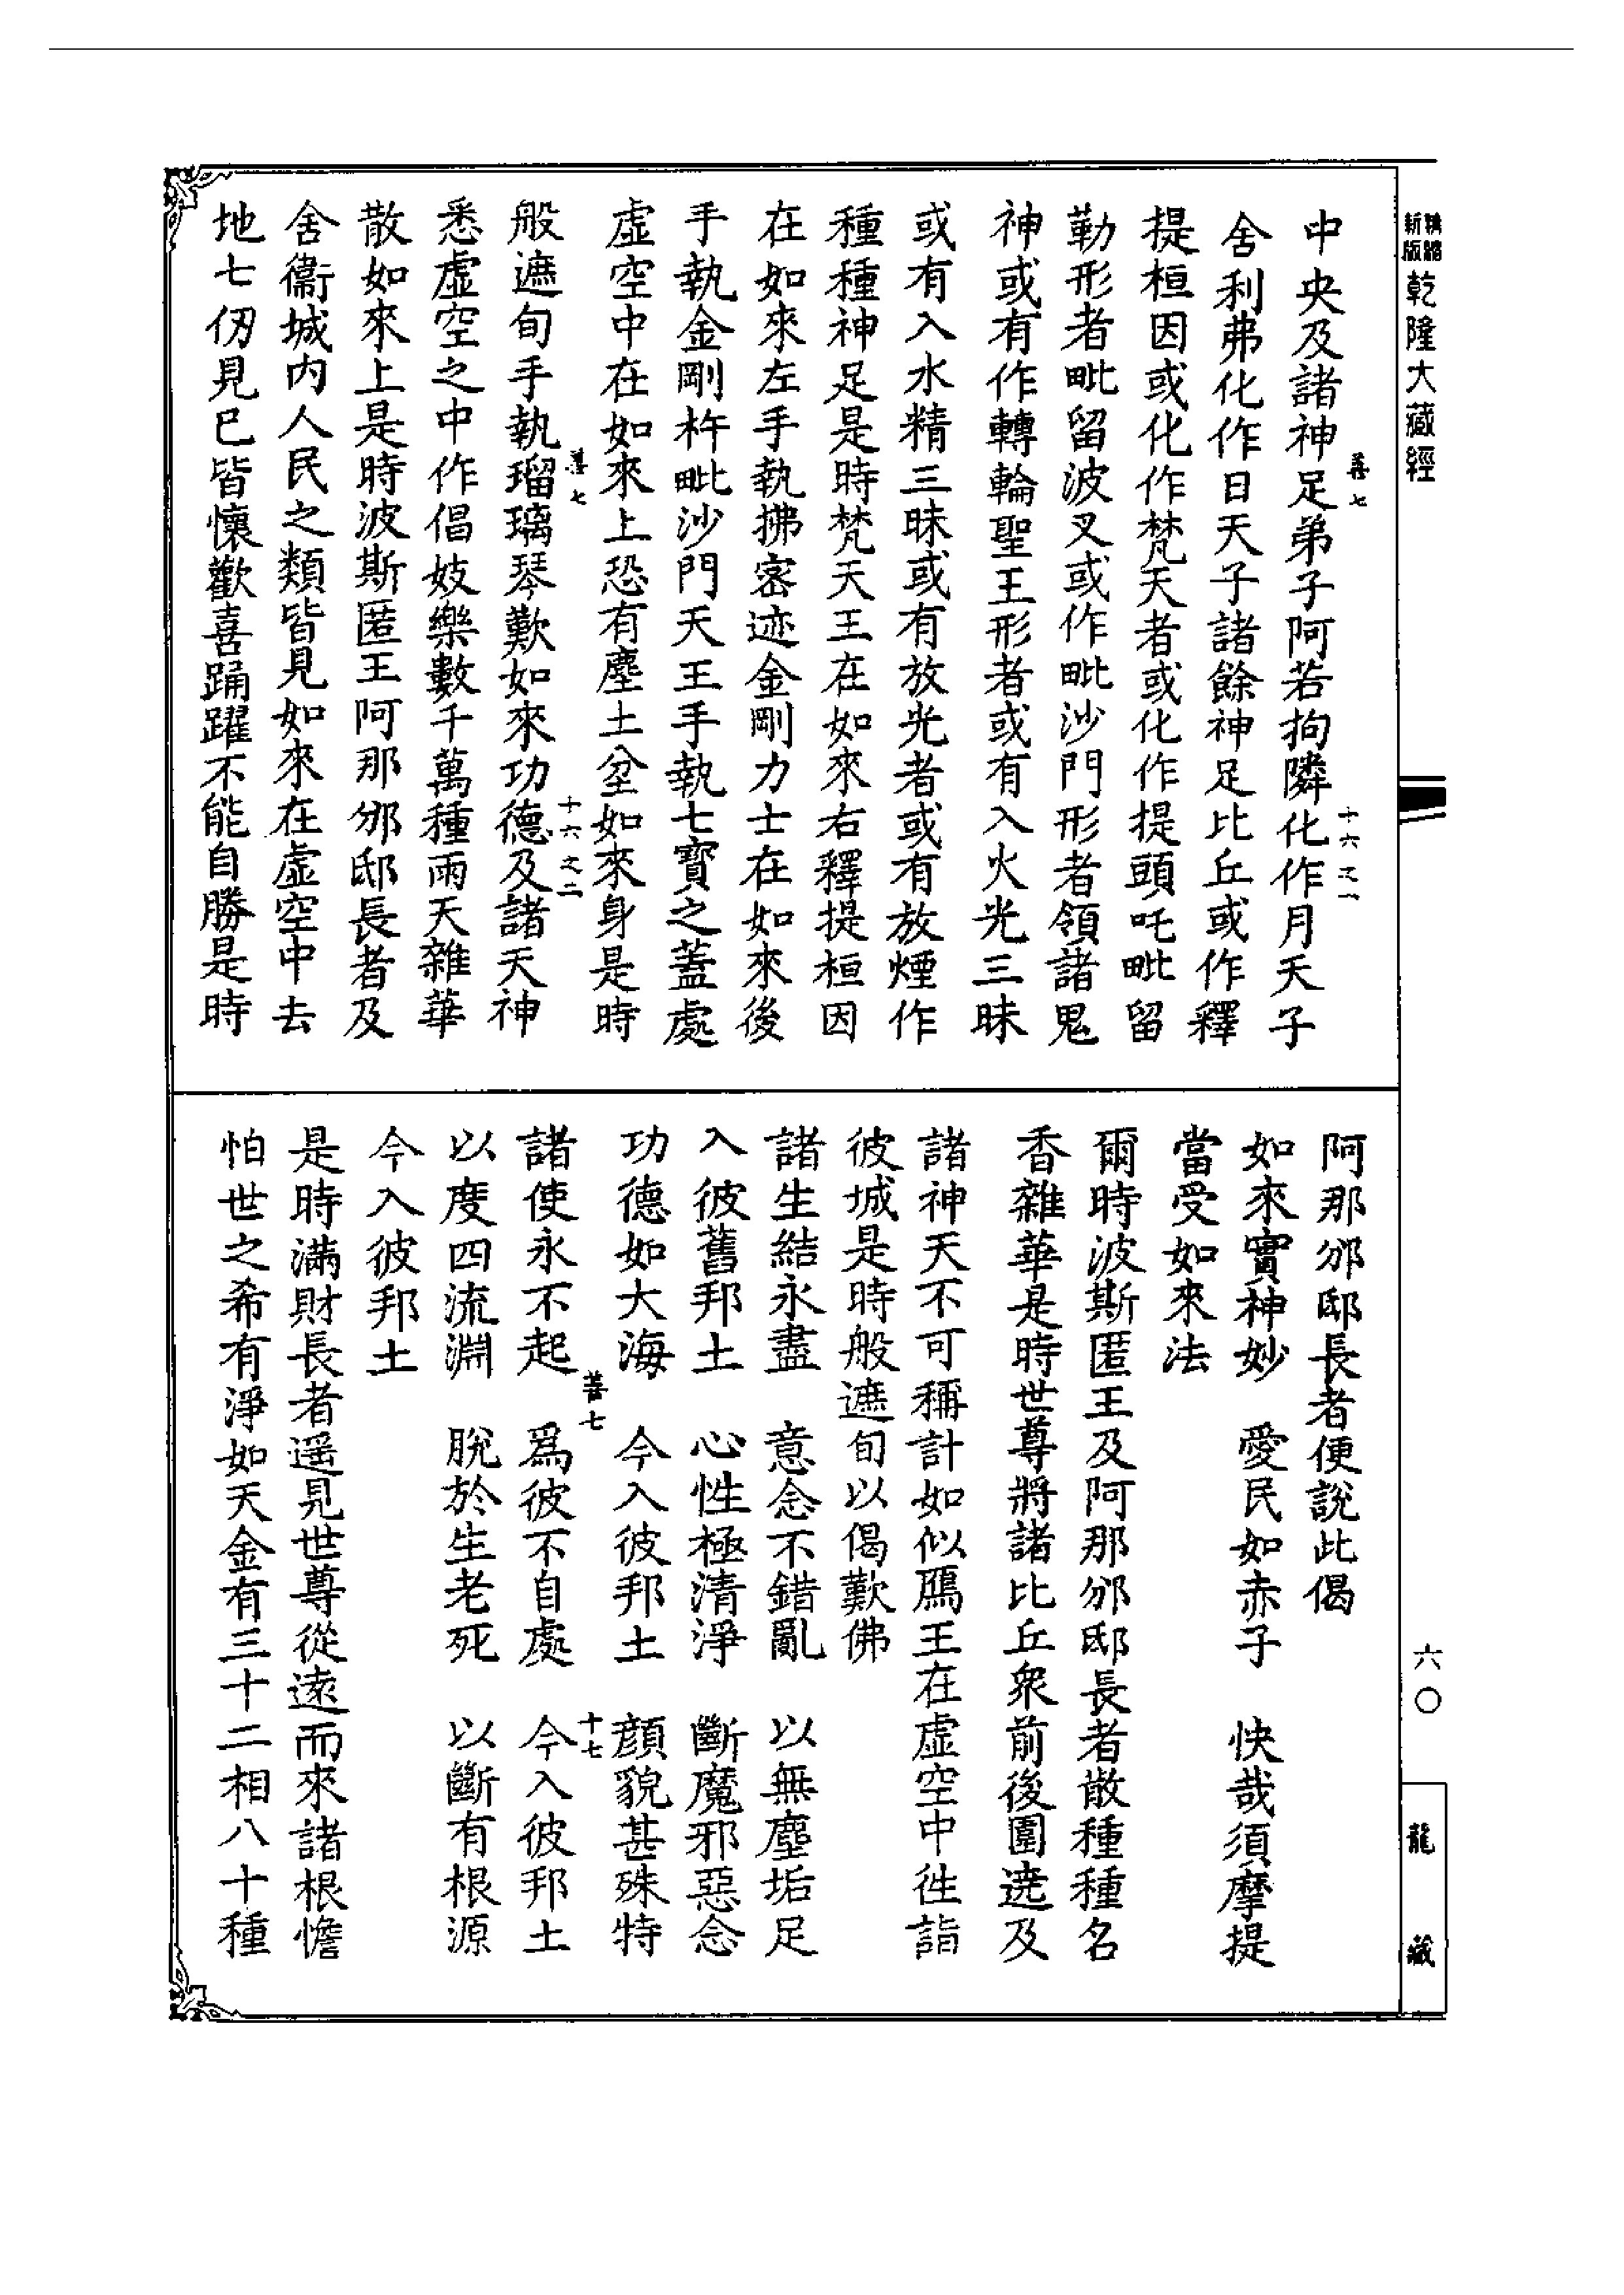 新版精縮乾隆大藏經
中央及諸神足弟子阿若拘隣化作月天子
舍利弗化作日天子諸餘神足比丘或作釋
提桓因或化作梵天者或化作提頭吒毗留
勒形者毗留波叉或作毗沙門形者領諸鬼
神或有作轉輪聖王形者或有入火光三昧
或有入水精三昧或有放光者或有放煙作
種種神足是時梵天王在如來右釋提桓因
在如來左手執拂密迹金剛力士在如來後
手執金剛杵毗沙門天王手執七寶之蓋處
虛空中在如來上恐有塵土坌如來身是時
般遮旬手執瑠璃琴歎如來功德及諸天神
悉虛空之中作倡妓樂數千萬種雨天雜華
散如來上是時波斯匿王阿那邠邸長者及
舍衞城內人民之類皆見如來在虛空中去
地七仞見已皆懷歡喜踊躍不能自勝是時
善七
十六之一
善七
十六之二
阿那邠邸長者便說此偈
如來實神妙　愛民如赤子　快哉須摩提
當受如來法
爾時波斯匿王及阿那邠邸長者散種種名
香雜華是時世尊將諸比丘衆前後圍遶及
諸神天不可稱計如似鴈王在虛空中徃詣
彼城是時般遮旬以偈歎佛
諸生結永盡　意念不錯亂　以無塵垢足
入彼舊邦土　心性極清淨　斷魔邪惡念
功德如大海　今入彼邦土　顏貌甚殊特
諸使永不起　爲彼不自處　今入彼邦土
以度四流淵　脫於生老死　以斷有根源
今入彼邦土
是時滿財長者遥見世尊從遠而來諸根憺
怕世之希有淨如天金有三十二相八十種
善七
十七
六〇
龍藏